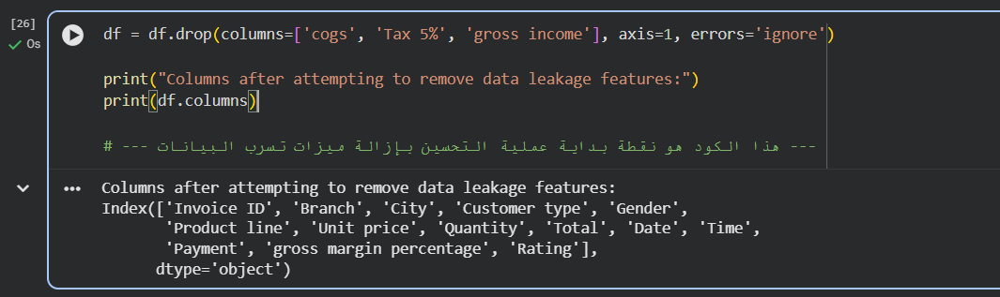 [26]
0s
df = df.drop(columns=['cogs', 'Tax 5%', 'gross income'], axis=1, errors='ignore')
print("Columns after attempting to remove data leakage features:")
print(df.columns)
# --- هذا الكود هو نقطة بداية عملية التحسين بإزالة ميزات تسرب البيانات ---
Columns after attempting to remove data leakage features:
Index(['Invoice ID', 'Branch', 'City', 'Customer type', 'Gender',
'Product line', 'Unit price', 'Quantity', 'Total', 'Date', 'Time',
'Payment', 'gross margin percentage', 'Rating'],
dtype='object')